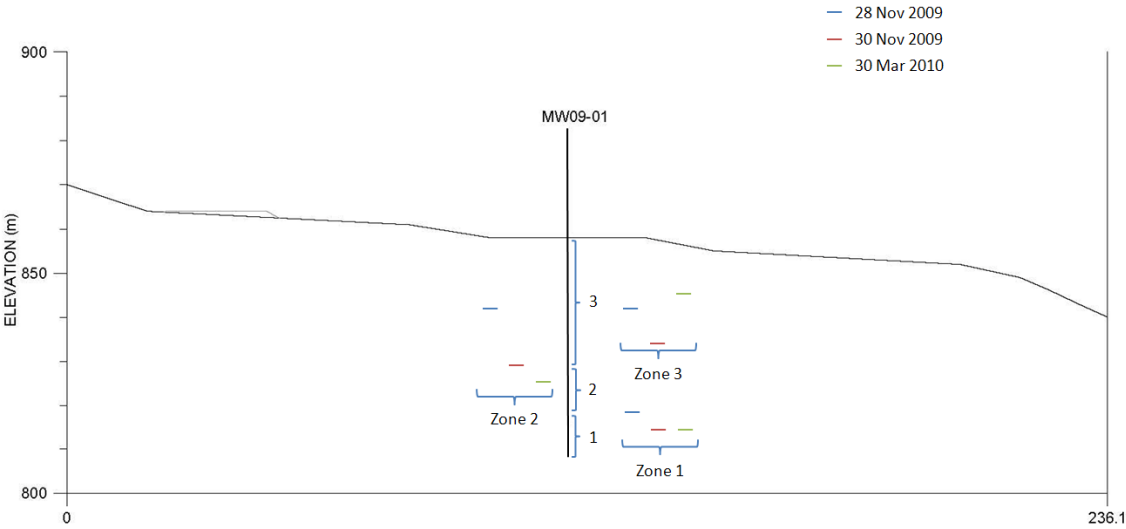 28 Nov 2009
30 Nov 2009
30 Mar 2010
900
MW09-01
ELEVATION (m)
850
3
Zone 3
2
Zone 2
1
Zone 1
800
0
236.1